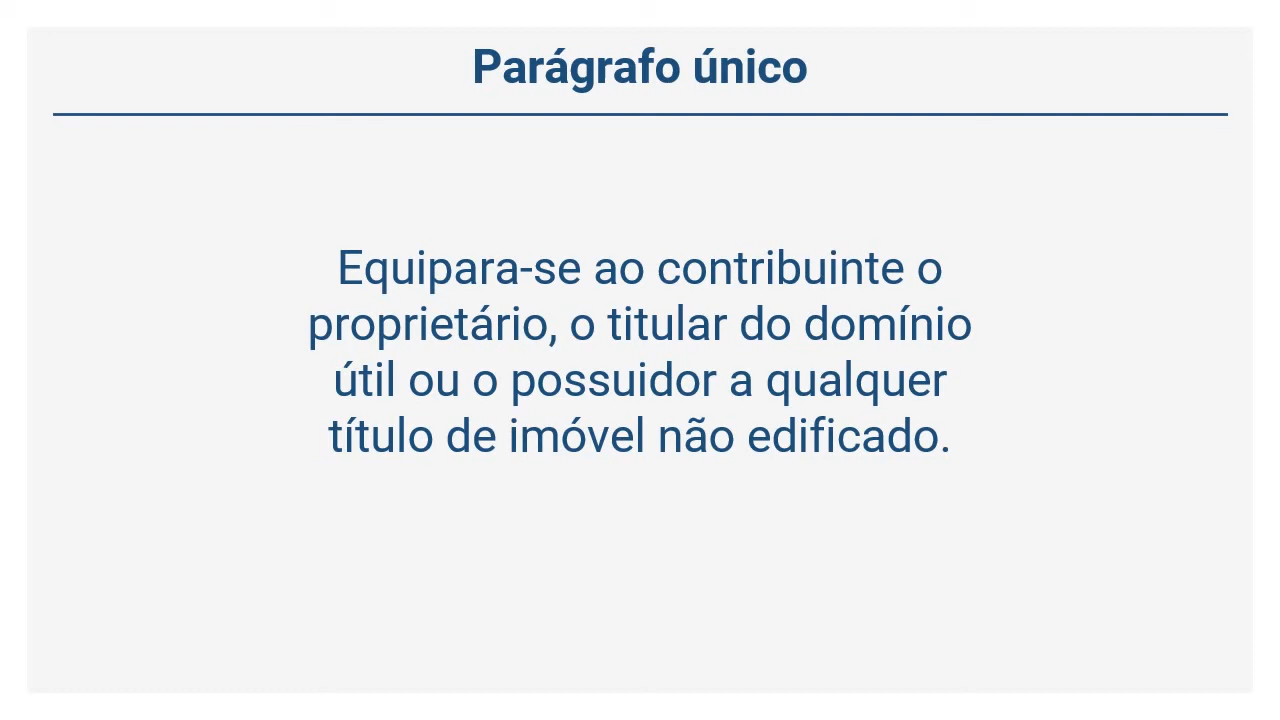 Parágrafo único
Equipara-se ao contribuinte o
proprietário, o titular do domínio
útil ou o possuidor a qualquer
título de imóvel não edificado.